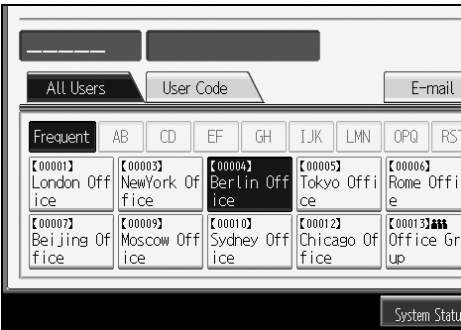 _____
All Users User Code E-mail
Frequent AB CD EF GH IJK LMN OPQ RST
【00001】 【00003】 【00004】 【00005】 【00006】
London Off NewYork Of Berlin Off Tokyo Offi Rome Offi
ice ffice ice ce e
【00007】 【00009】 【00010】 【00012】 【00013】
Beijing Of Moscow Off Sydney Off Chicago Of Office Gr
fice ice ice fice up
System Statu